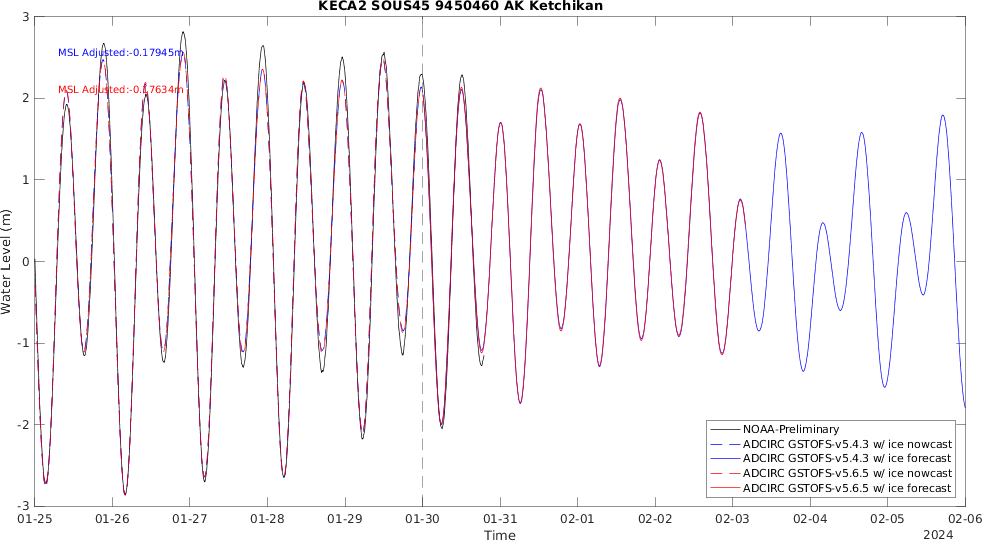 KECA2 SOUS45 9450460 AK Ketchikan
3
2
1
0
-1
-2
-3
Water Level (m)
MSL Adjusted:-0.17945m
MSL Adjusted:-0.17634m
NOAA-Preliminary
ADCIRC GSTOFS-v5.4.3 w/ ice nowcast
ADCIRC GSTOFS-v5.4.3 w/ ice forecast
ADCIRC GSTOFS-v5.6.5 w/ ice nowcast
ADCIRC GSTOFS-v5.6.5 w/ ice forecast
01-25 01-26 01-27 01-28 01-29 01-30 01-31 02-01 02-02 02-03 02-04 02-05 02-06
Time
2024